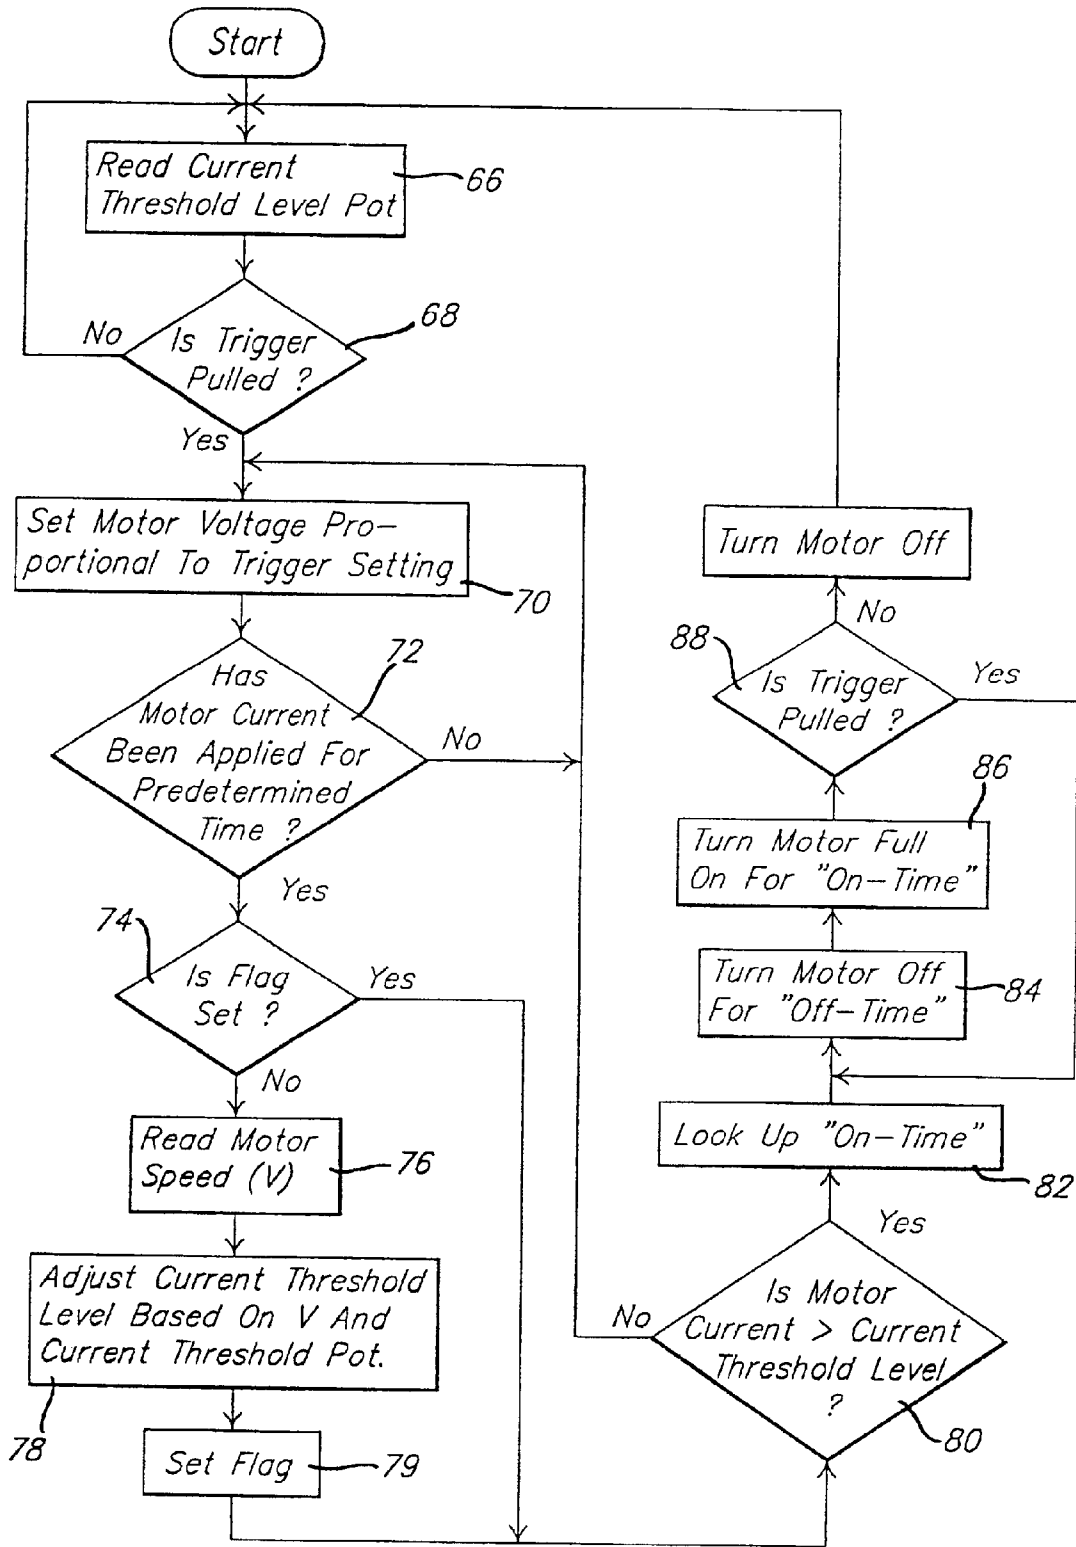 Start
Read Current
Threshold Level Pot
66
68
No
Is Trigger
Pulled ?
Yes
Set Motor Voltage Pro-
portional To Trigger Setting
70
72
Has
Motor Current
Been Applied For
Predetermined
Time ?
No
Yes
74
Is Flag
Set ?
Yes
No
Read Motor
Speed (V)
76
Adjust Current Threshold
Level Based On V And
Current Threshold Pot.
78
Set Flag
79
Turn Motor Off
No
88
Is Trigger
Pulled ?
Yes
86
Turn Motor Full
On For "On-Time"
Turn Motor Off
For "Off-Time"
84
Look Up "On-Time"
82
Yes
No
Is Motor
Current > Current
Threshold Level
?
80